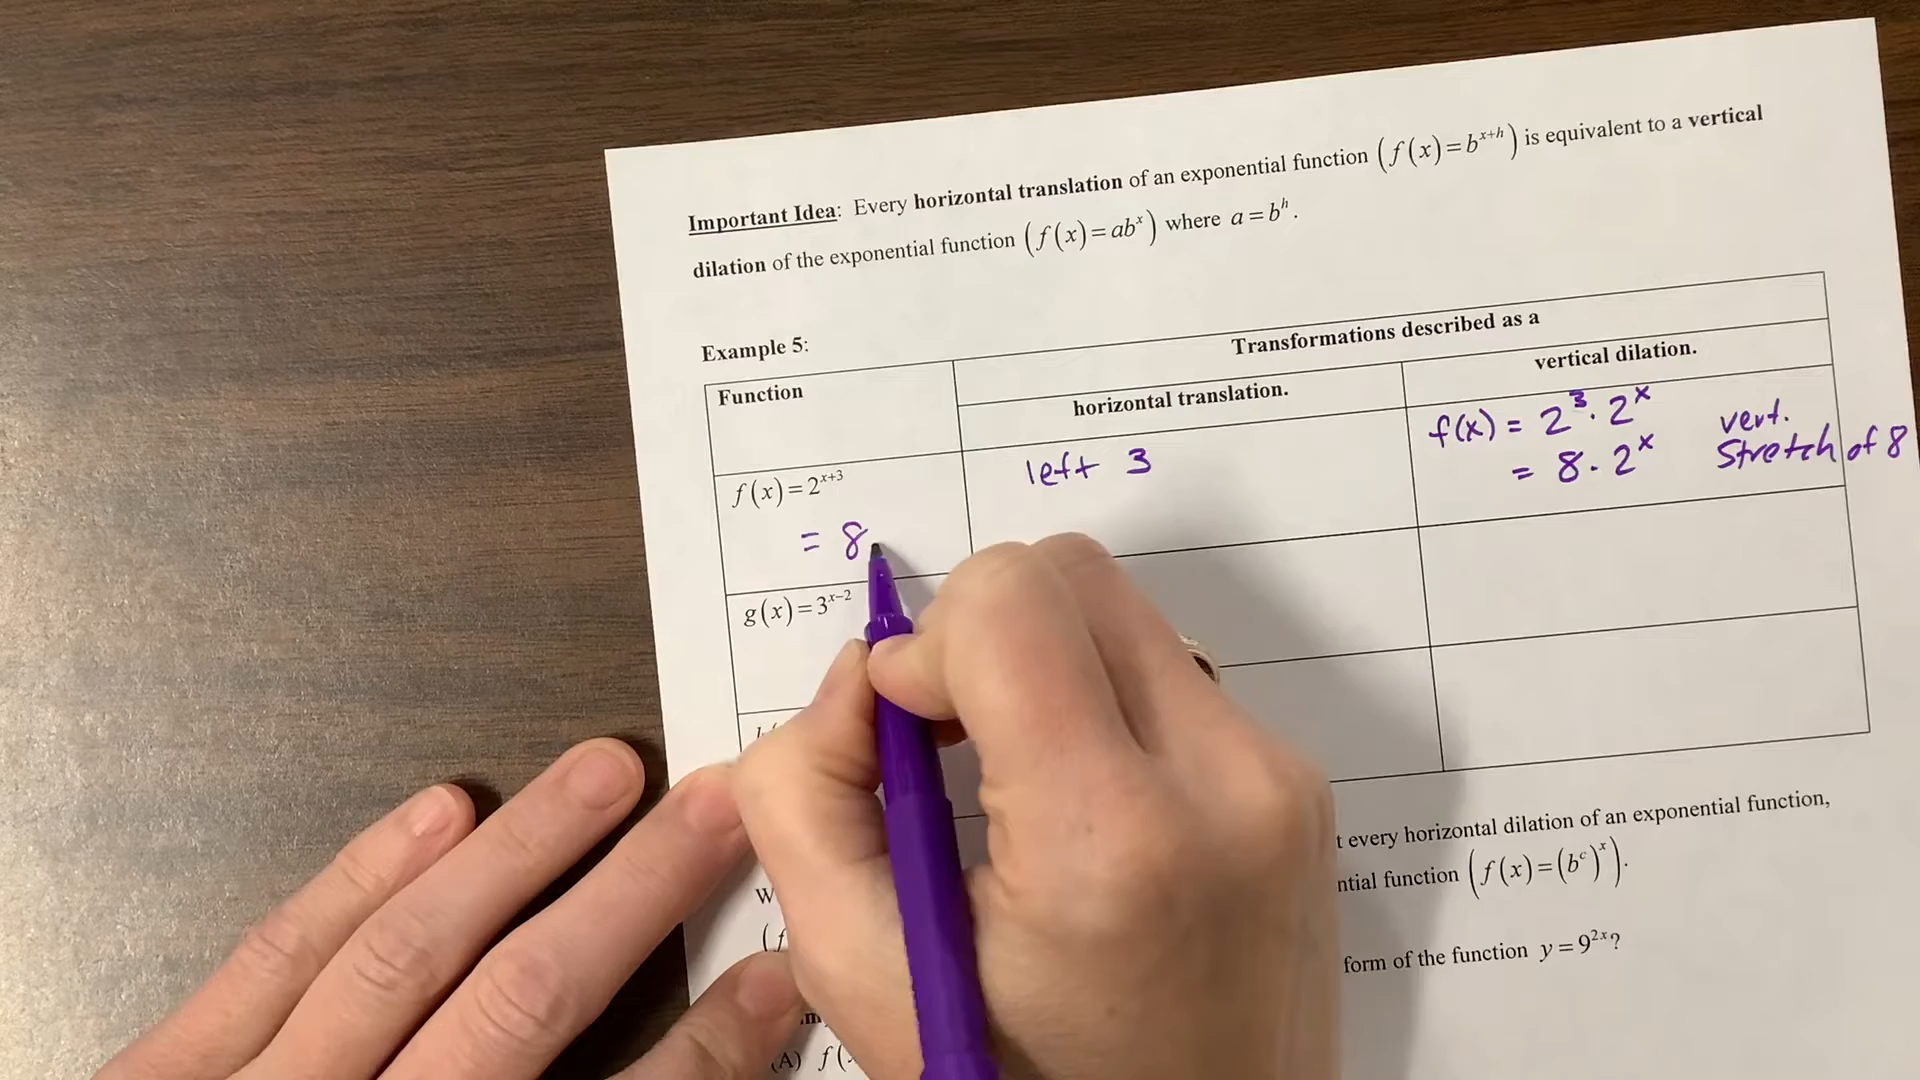 Important Idea: Every horizontal translation of an exponential function (f(x)=b^{x+h}) is equivalent to a vertical
dilation of the exponential function (f(x)=ab^x) where a=b^h.
Example 5:
Transformations described as a
Function
horizontal translation.
vertical dilation.
f(x)=2^{x+3}
= 8
left 3
f(x) = 2^3 · 2^x
= 8 · 2^x
vert.
Stretch of 8
g(x)=3^{x-2}
t every horizontal dilation of an exponential function,
ntial function (f(x)=(b^c)^x).
W
(f
form of the function y=9^{2x}?
(A) f(